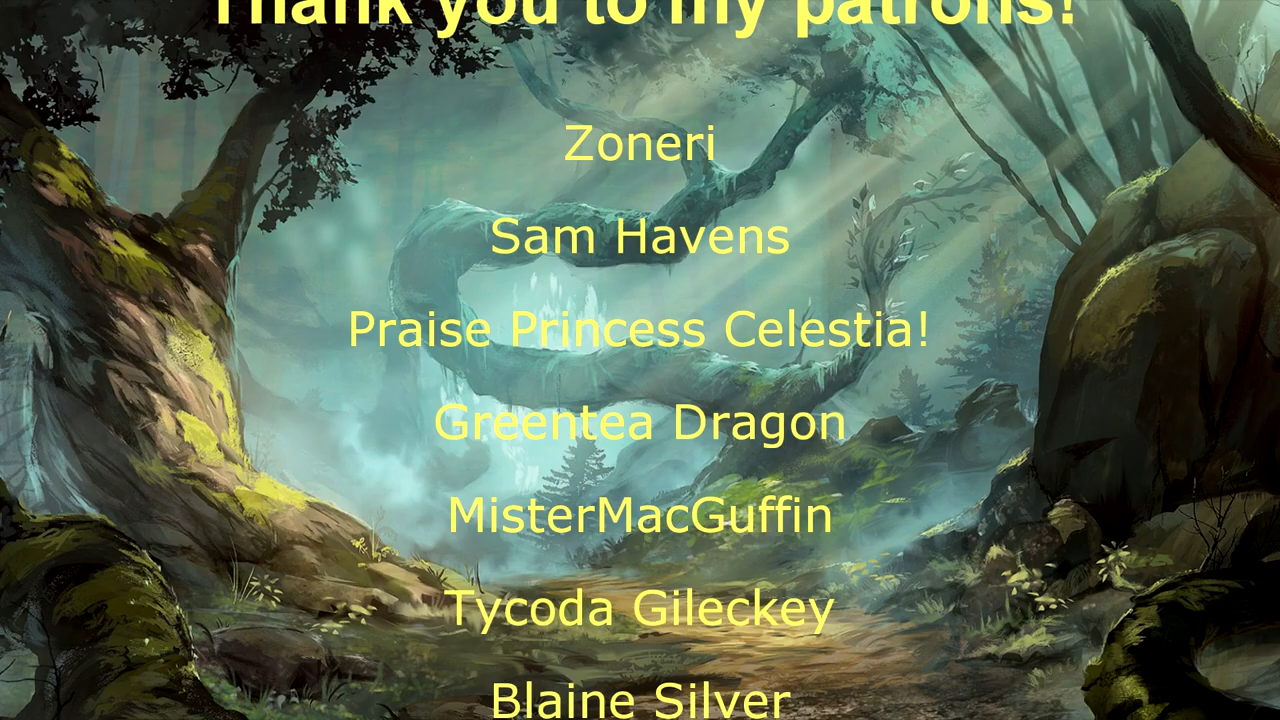 Thank you to my patrons!
Zoneri
Sam Havens
Praise Princess Celestia!
Greentea Dragon
MisterMacGuffin
Tycoda Gileckey
Blaine Silver